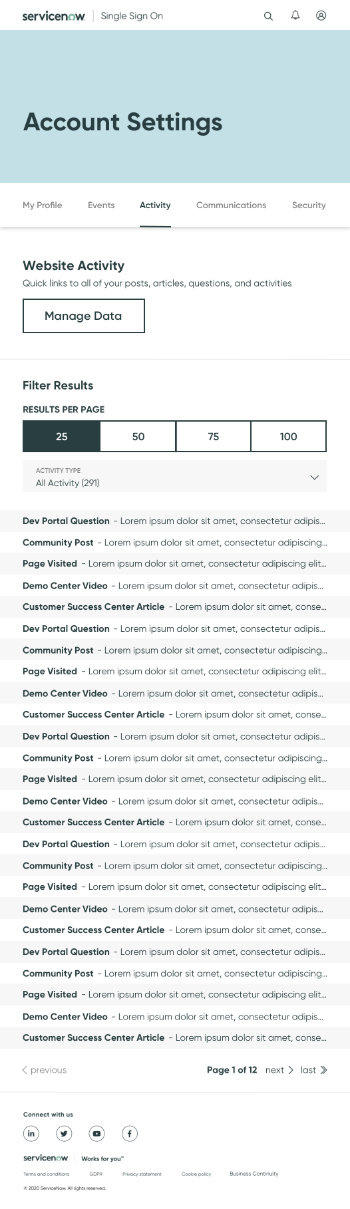 servicenow Single Sign On
Account Settings
My Profile Events Activity Communications Security
Website Activity
Quick links to all of your posts, articles, questions, and activities
Manage Data
Filter Results
RESULTS PER PAGE
25 50 75 100
ACTIVITY TYPE
All Activity (291)
Dev Portal Question - Lorem ipsum dolor sit amet, consectetur adipis...
Community Post - Lorem ipsum dolor sit amet, consectetur adipiscing...
Page Visited - Lorem ipsum dolor sit amet, consectetur adipiscing elit...
Demo Center Video - Lorem ipsum dolor sit amet, consectetur adipis...
Customer Success Center Article - Lorem ipsum dolor sit amet, conse...
Dev Portal Question - Lorem ipsum dolor sit amet, consectetur adipis...
Community Post - Lorem ipsum dolor sit amet, consectetur adipiscing...
Page Visited - Lorem ipsum dolor sit amet, consectetur adipiscing elit...
Demo Center Video - Lorem ipsum dolor sit amet, consectetur adipis...
Customer Success Center Article - Lorem ipsum dolor sit amet, conse...
Dev Portal Question - Lorem ipsum dolor sit amet, consectetur adipis...
Community Post - Lorem ipsum dolor sit amet, consectetur adipiscing...
Page Visited - Lorem ipsum dolor sit amet, consectetur adipiscing elit...
Demo Center Video - Lorem ipsum dolor sit amet, consectetur adipis...
Customer Success Center Article - Lorem ipsum dolor sit amet, conse...
Dev Portal Question - Lorem ipsum dolor sit amet, consectetur adipis...
Community Post - Lorem ipsum dolor sit amet, consectetur adipiscing...
Page Visited - Lorem ipsum dolor sit amet, consectetur adipiscing elit...
Demo Center Video - Lorem ipsum dolor sit amet, consectetur adipis...
Customer Success Center Article - Lorem ipsum dolor sit amet, conse...
Dev Portal Question - Lorem ipsum dolor sit amet, consectetur adipis...
Community Post - Lorem ipsum dolor sit amet, consectetur adipiscing...
Page Visited - Lorem ipsum dolor sit amet, consectetur adipiscing elit...
Demo Center Video - Lorem ipsum dolor sit amet, consectetur adipis...
Customer Success Center Article - Lorem ipsum dolor sit amet, conse...
previous Page 1 of 12 next last
Connect with us
servicenow Works for you™
Terms and conditions GDPR Privacy statement Cookie policy Business Continuity
© 2020 ServiceNow. All rights reserved.